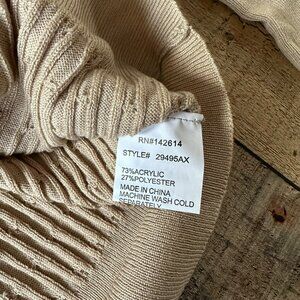 RN#142614
STYLE# 29495AX
73%ACRYLIC
27%POLYESTER
MADE IN CHINA
MACHINE WASH COLD
SEPARATELY